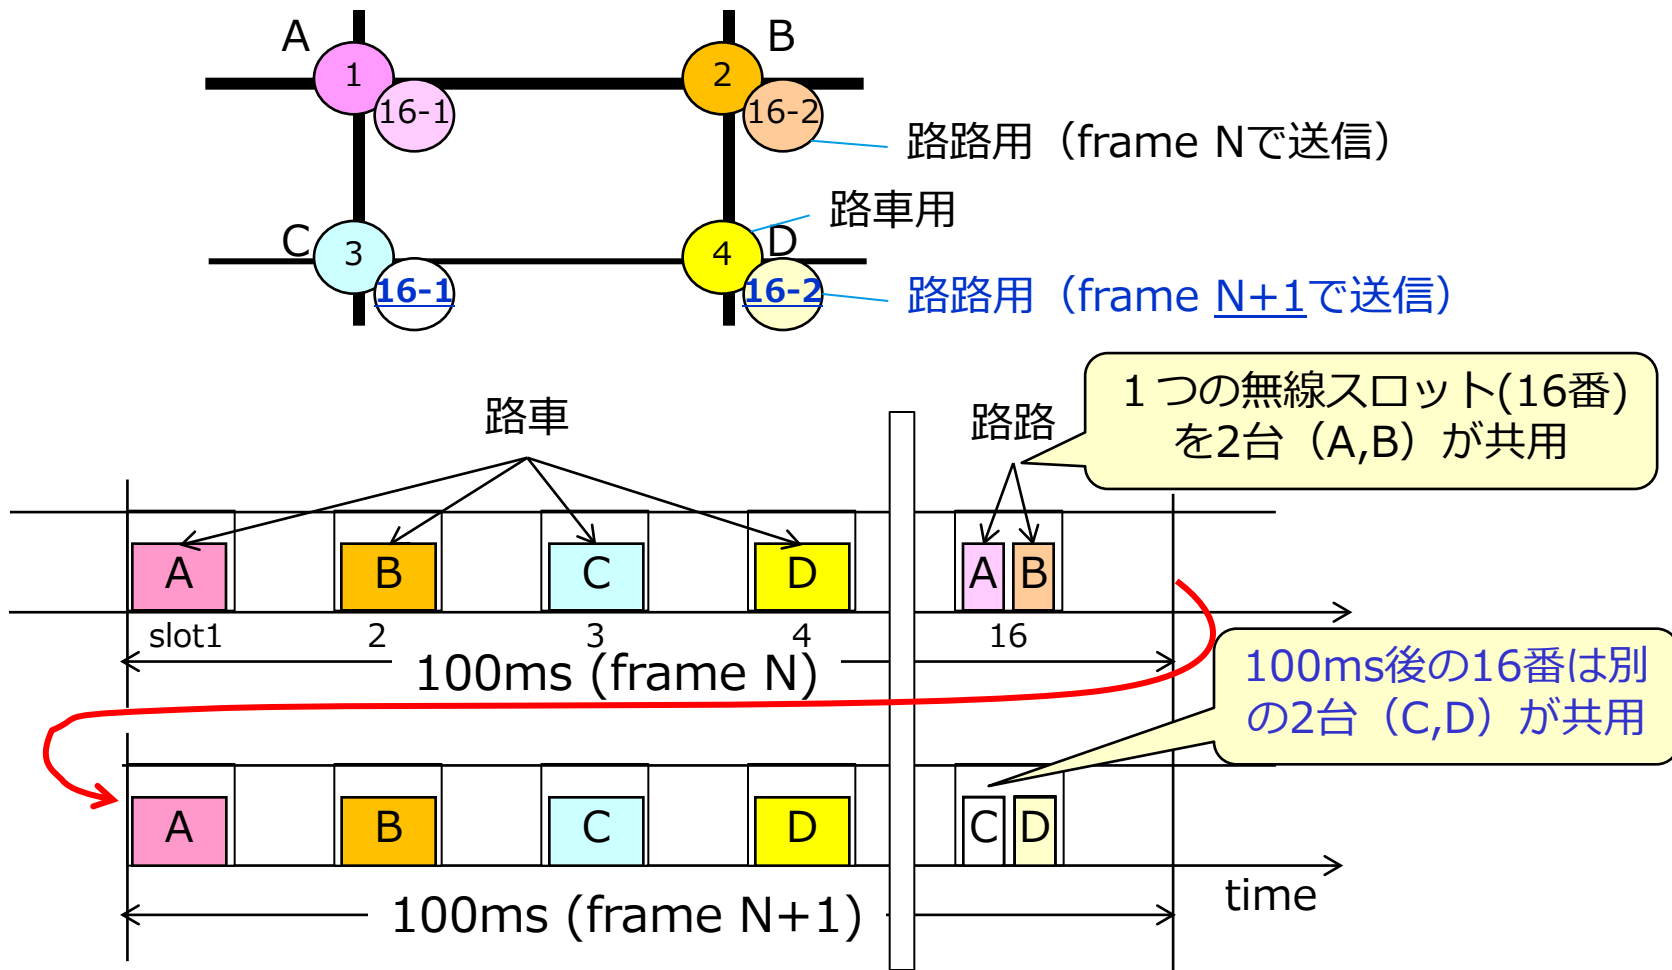 A
B
1
2
16-1
16-2
路路用（frame Nで送信）
路車用
C
D
3
4
16-1
16-2
路路用（frame N+1で送信）
１つの無線スロット(16番)
を2台（A,B）が共用
路車
路路
A
B
C
D
A
B
slot1
2
3
4
16
100ms (frame N)
100ms後の16番は別
の2台（C,D）が共用
A
B
C
D
C
D
time
100ms (frame N+1)